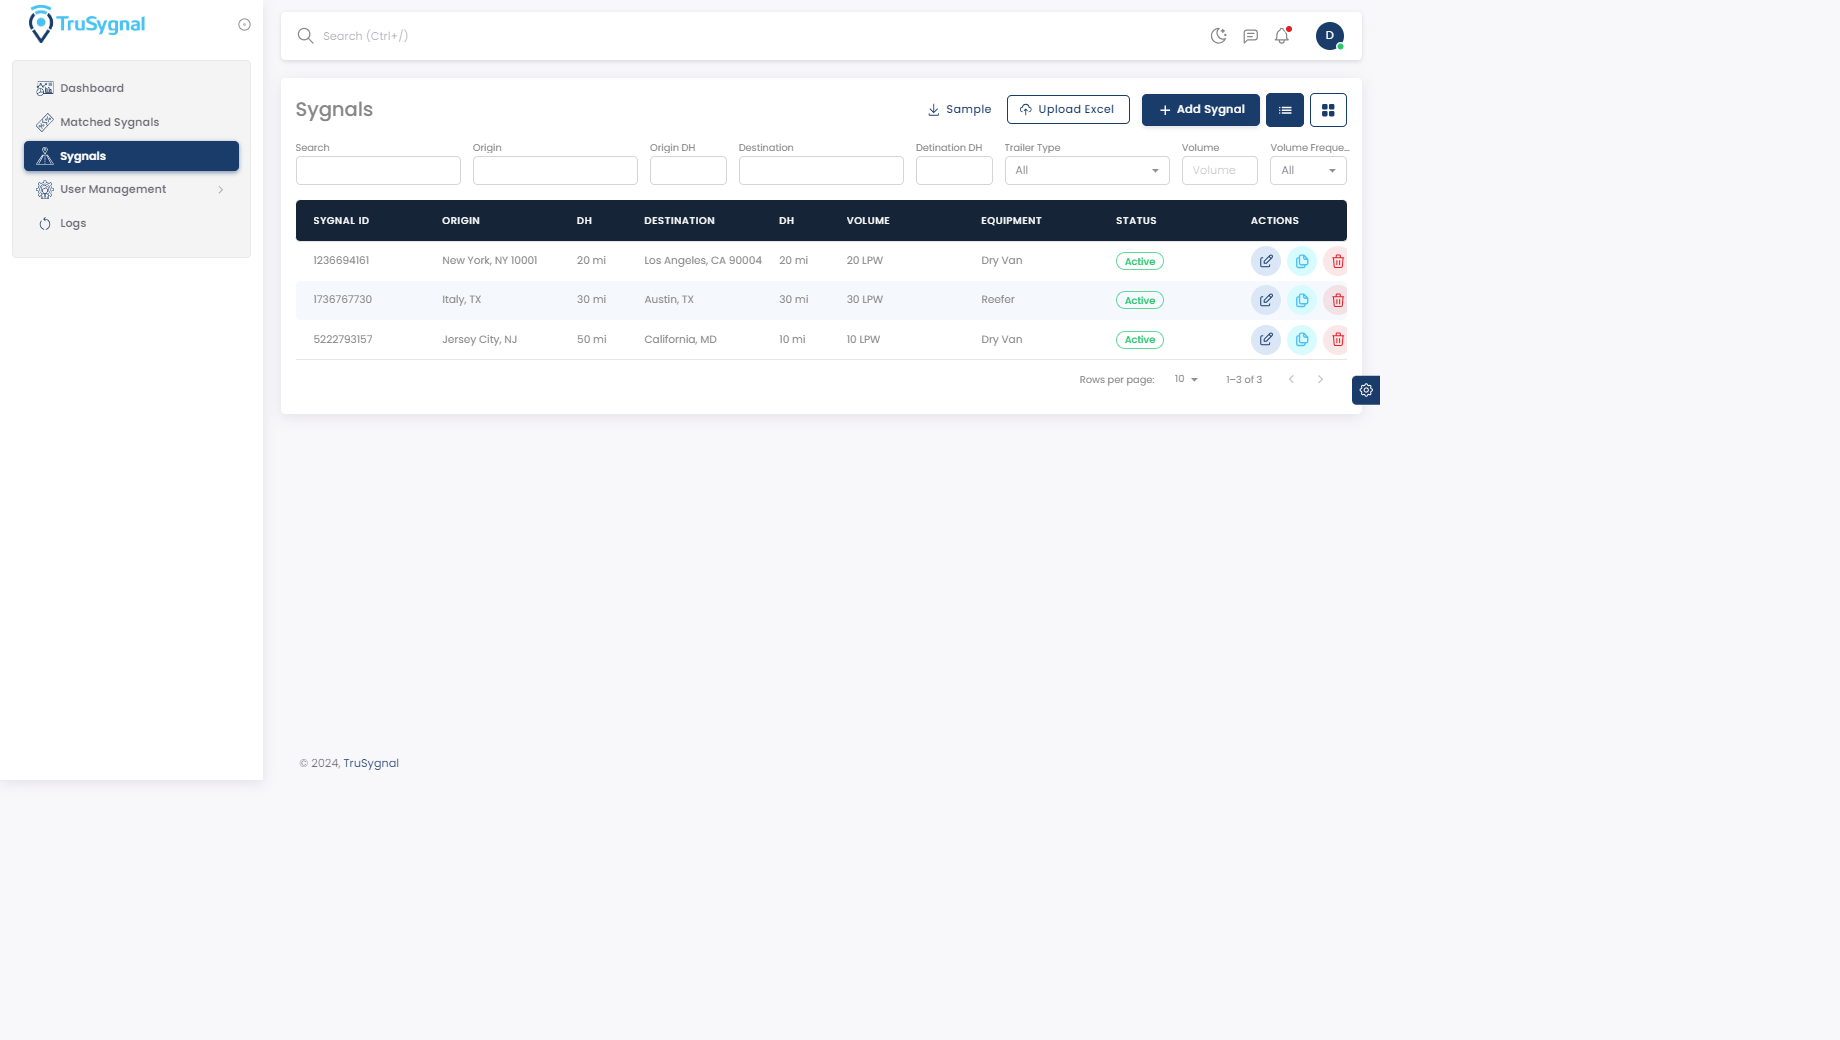 TruSygnal
Search (Ctrl+/)
D
Dashboard
Matched Sygnals
Sygnals
User Management
Logs
Sygnals
Sample
Upload Excel
+ Add Sygnal
Search Origin Origin DH Destination Detination DH Trailer Type Volume Volume Freque...
All Volume All
SYGNAL ID ORIGIN DH DESTINATION DH VOLUME EQUIPMENT STATUS ACTIONS
1236694161 New York, NY 10001 20 mi Los Angeles, CA 90004 20 mi 20 LPW Dry Van Active
1736767730 Italy, TX 30 mi Austin, TX 30 mi 30 LPW Reefer Active
5222793157 Jersey City, NJ 50 mi California, MD 10 mi 10 LPW Dry Van Active
Rows per page: 10 1–3 of 3
© 2024, TruSygnal